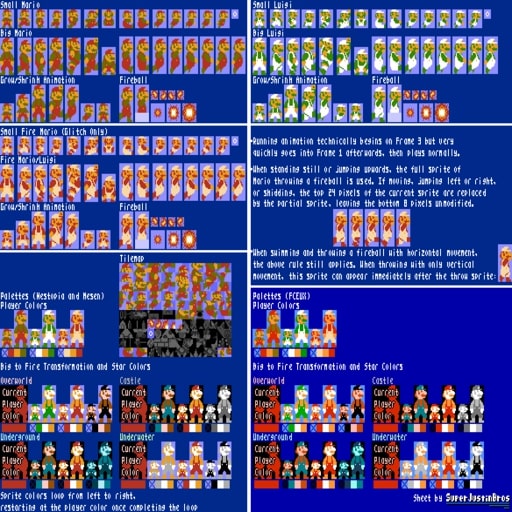 Small Mario
Big Mario
Grow/Shrink Animation
Fireball
Small Luigi
Big Luigi
Grow/Shrink Animation
Fireball
Small Fire Mario (Glitch Only)
Fire Mario/Luigi
Grow/Shrink Animation
Fireball
Running animation technically begins on Frame 3 but very
quickly goes into Frame 1 afterwards, then plays normally.
When standing still or jumping upwards, the full sprite of
Mario throwing a fireball is used. If moving, jumping left or right,
or skidding, the top 21 pixels of the current sprite are replaced
by the partial sprite, leaving the bottom 8 pixels unmodified.
When swimming and throwing a fireball with horizontal movement,
the above rule still applies. When throwing with only vertical
movement, this sprite can appear immediately after the throw sprite:
Tilemap
Palettes (Nestopia and Mesen)
Player Colors
Big to Fire Transformation and Star Colors
Overworld
Castle
Current
Player
Color
Current
Player
Color
Underground
Underwater
Current
Player
Color
Current
Player
Color
Sprite colors loop from left to right,
restarting at the player color once completing the loop
Palettes (FCEUX)
Player Colors
Big to Fire Transformation and Star Colors
Overworld
Castle
Current
Player
Color
Current
Player
Color
Underground
Underwater
Current
Player
Color
Current
Player
Color
Sheet by SuperJustinBros